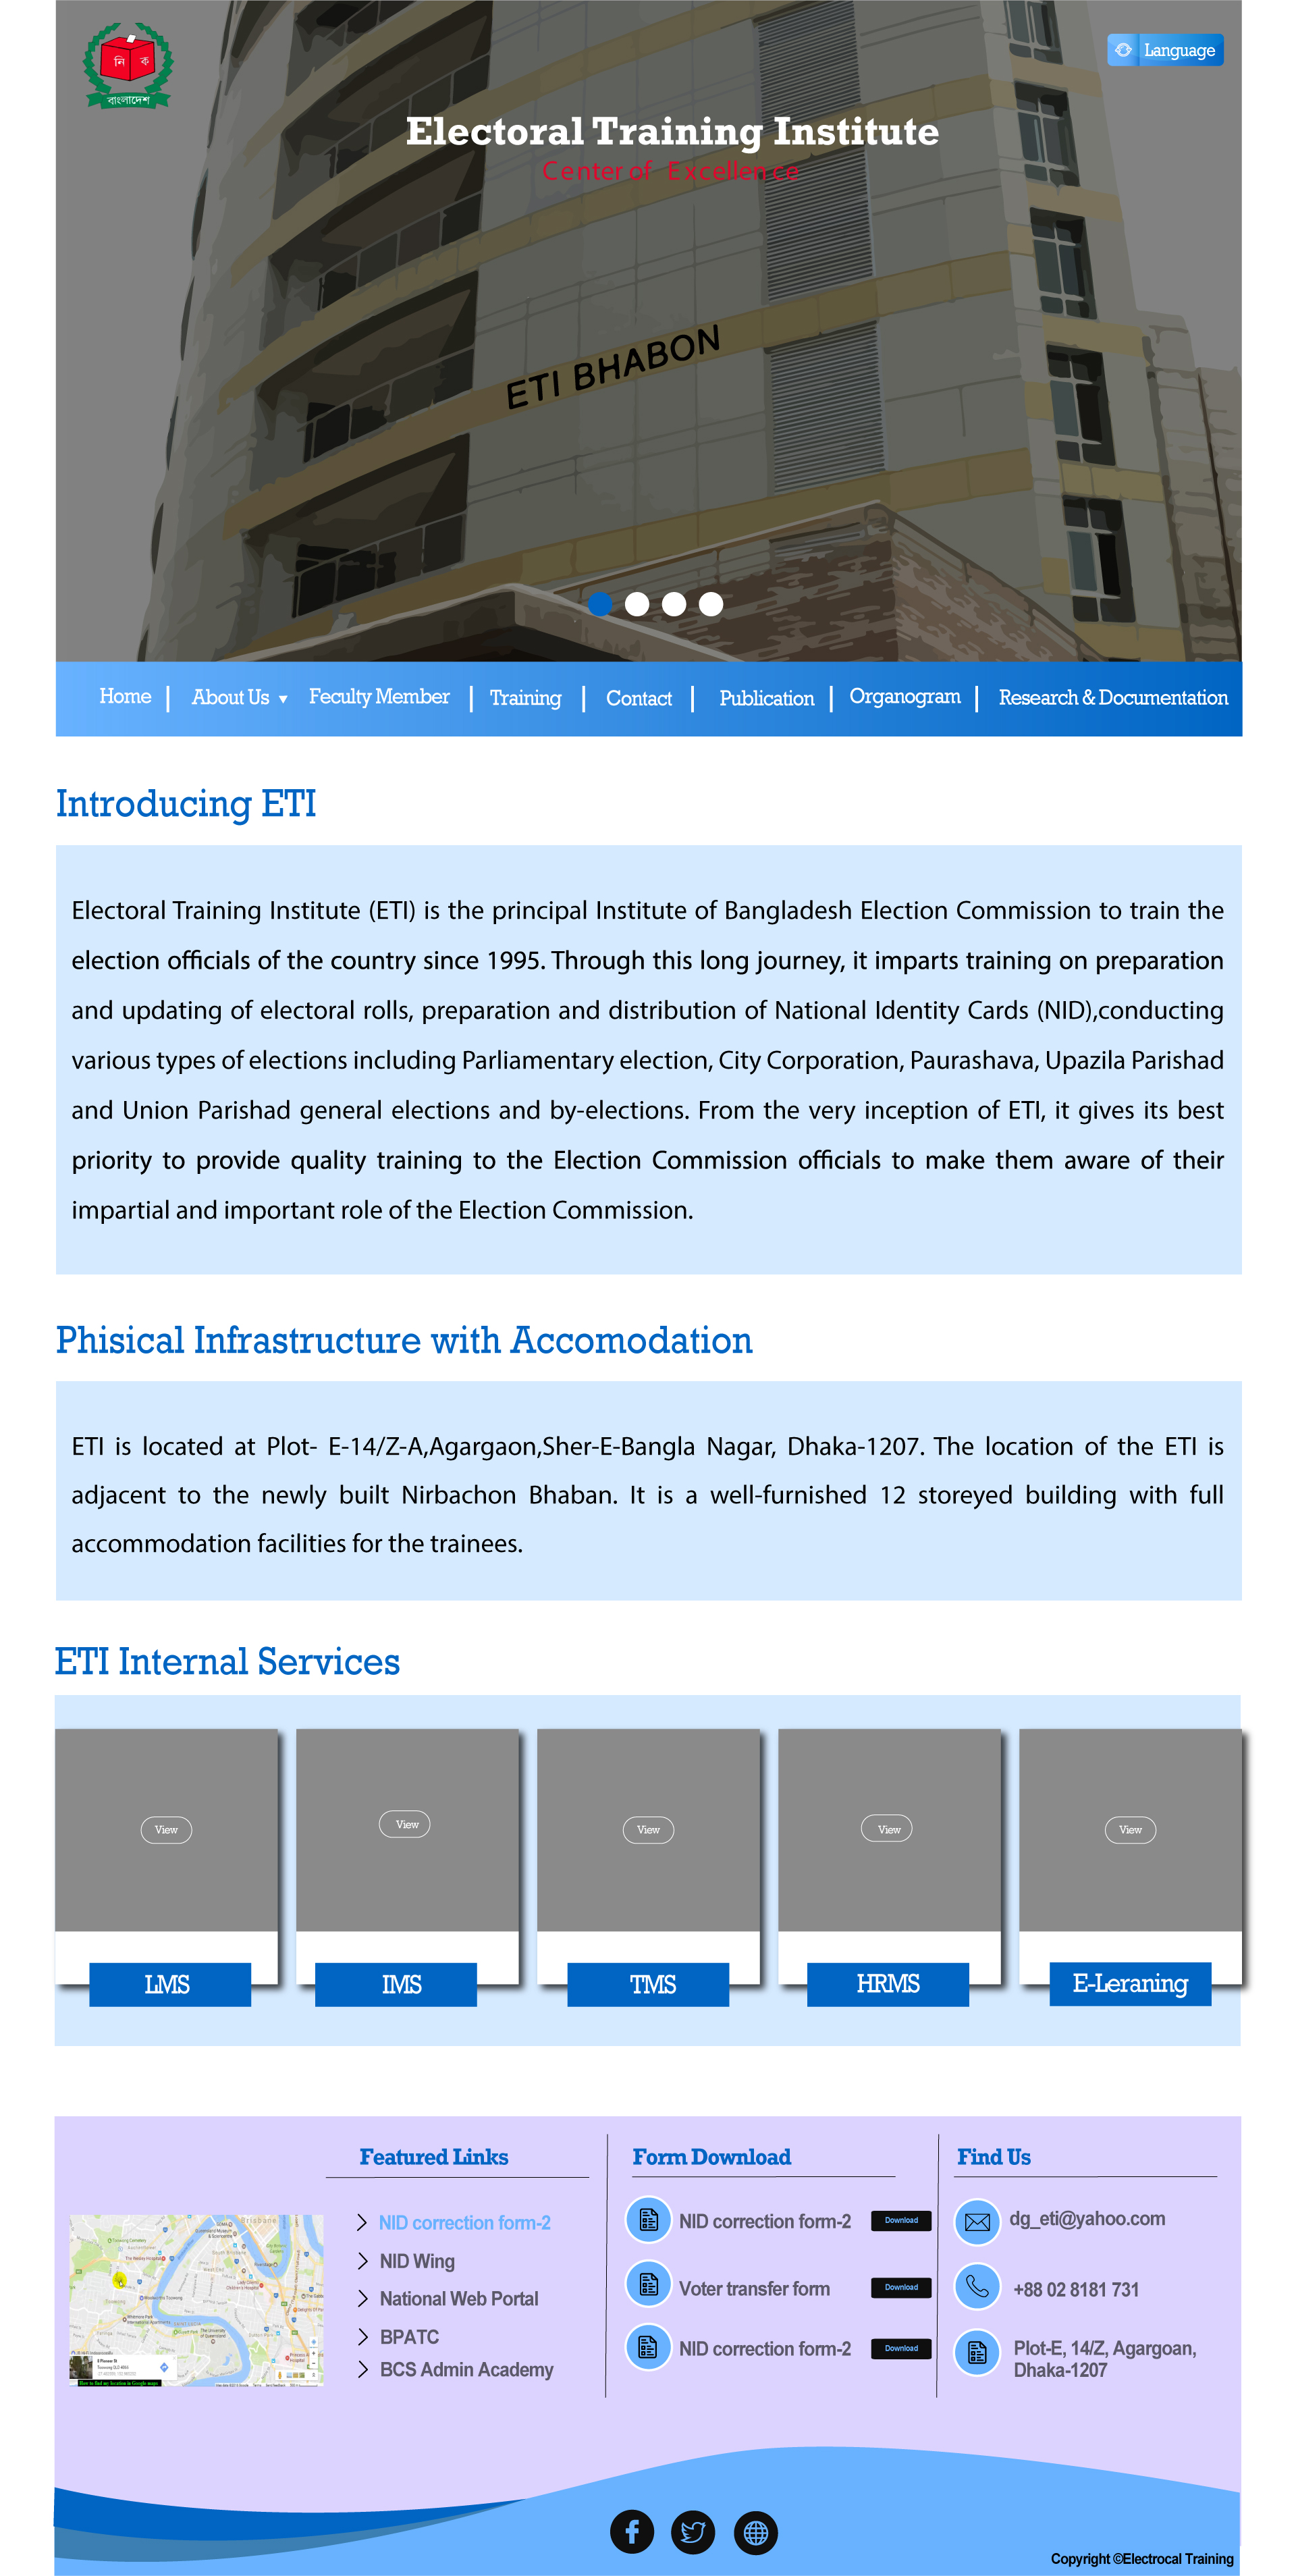 নি ক
বাংলাদেশ
Language
Electoral Training Institute
Center of Excellence
ETI BHABON
Home | About Us ▼ Feculty Member | Training | Contact | Publication | Organogram | Research & Documentation
Introducing ETI
Electoral Training Institute (ETI) is the principal Institute of Bangladesh Election Commission to train the
election officials of the country since 1995. Through this long journey, it imparts training on preparation
and updating of electoral rolls, preparation and distribution of National Identity Cards (NID),conducting
various types of elections including Parliamentary election, City Corporation, Paurashava, Upazila Parishad
and Union Parishad general elections and by-elections. From the very inception of ETI, it gives its best
priority to provide quality training to the Election Commission officials to make them aware of their
impartial and important role of the Election Commission.
Phisical Infrastructure with Accomodation
ETI is located at Plot- E-14/Z-A,Agargaon,Sher-E-Bangla Nagar, Dhaka-1207. The location of the ETI is
adjacent to the newly built Nirbachon Bhaban. It is a well-furnished 12 storeyed building with full
accommodation facilities for the trainees.
ETI Internal Services
View View View View View
LMS IMS TMS HRMS E-Leraning
Featured Links
NID correction form-2
NID Wing
National Web Portal
BPATC
BCS Admin Academy
Form Download
NID correction form-2 Download
Voter transfer form Download
NID correction form-2 Download
Find Us
dg_eti@yahoo.com
+88 02 8181 731
Plot-E, 14/Z, Agargoan,
Dhaka-1207
Brisbane
How to find my location in Google maps
Copyright ©Electrocal Training